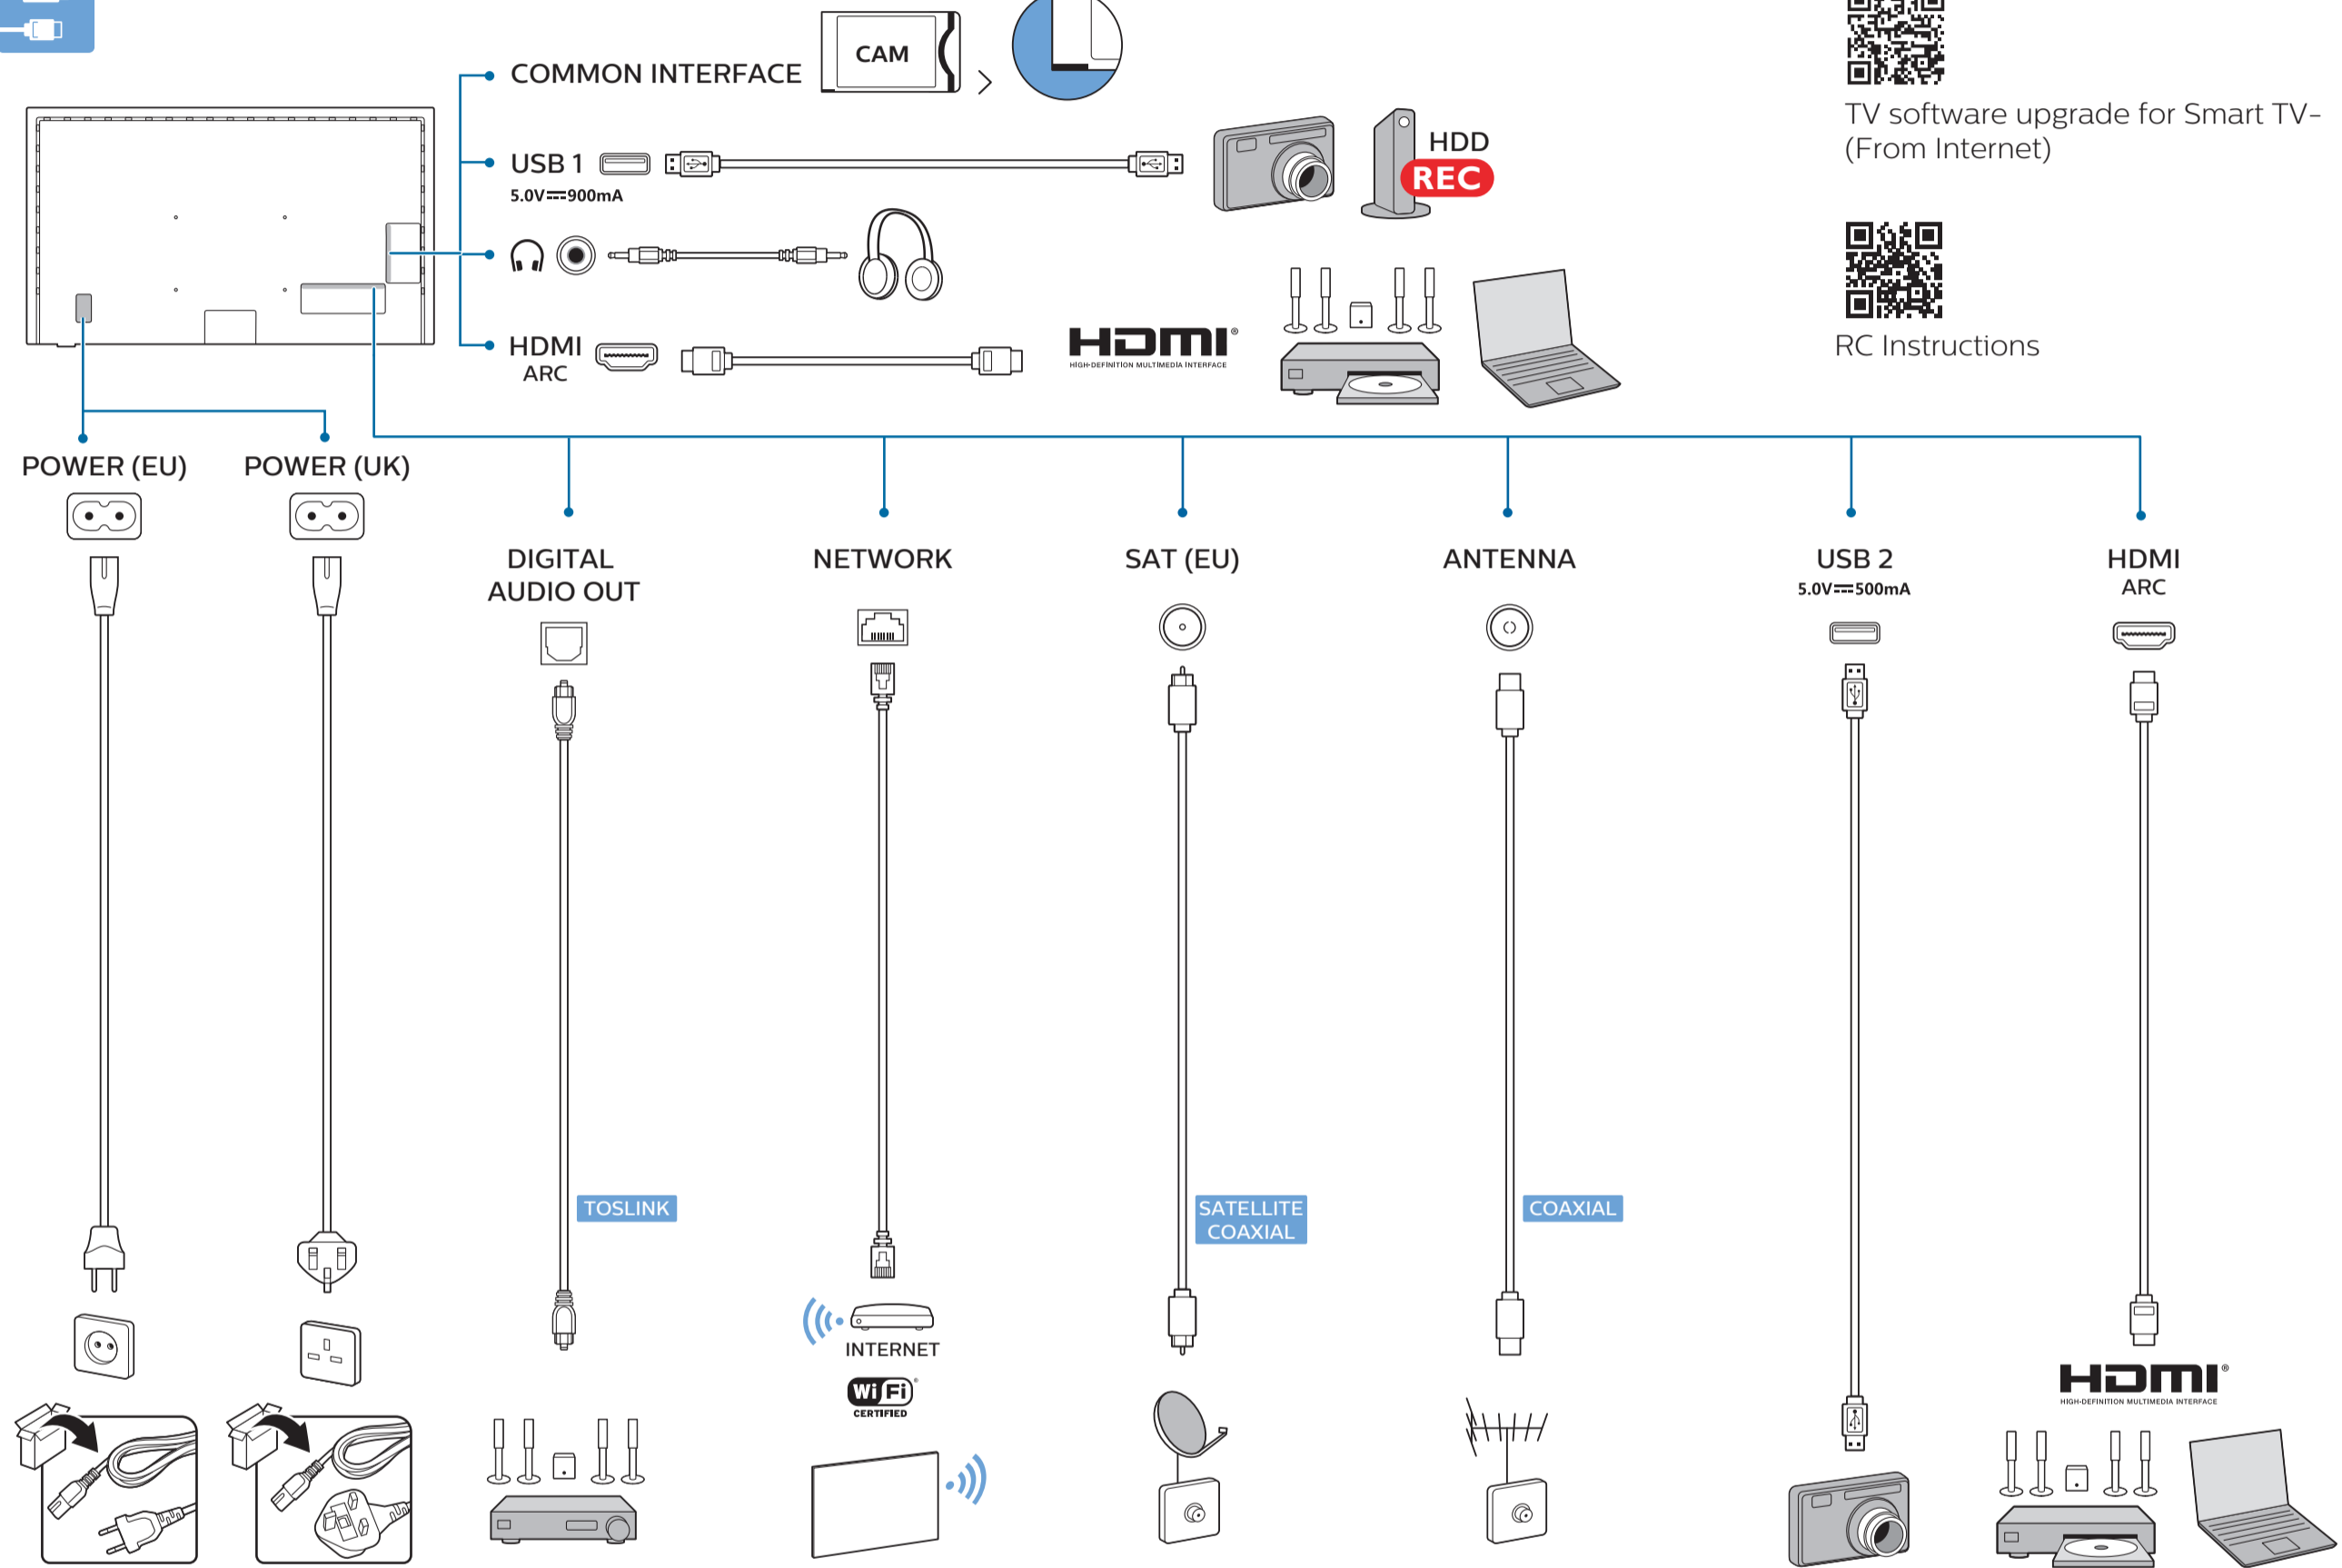 COMMON INTERFACE
CAM
TV software upgrade for Smart TV-
(From Internet)
USB 1
5.0V⎓900mA
HDD
REC
HDMI
ARC
HDMI®
HIGH-DEFINITION MULTIMEDIA INTERFACE
RC Instructions
POWER (EU)
POWER (UK)
DIGITAL
AUDIO OUT
NETWORK
SAT (EU)
ANTENNA
USB 2
5.0V⎓500mA
HDMI
ARC
TOSLINK
SATELLITE
COAXIAL
COAXIAL
INTERNET
Wi Fi®
CERTIFIED
HDMI®
HIGH-DEFINITION MULTIMEDIA INTERFACE